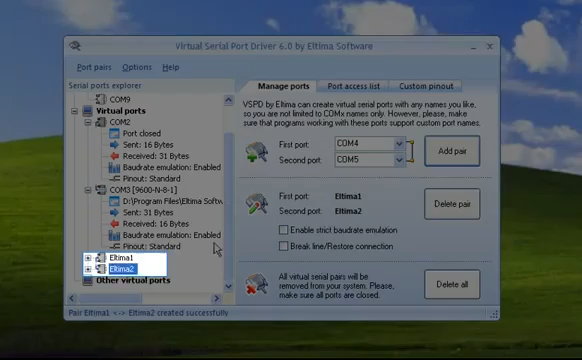 Virtual Serial Port Driver 6.0 by Eltima Software
Port pairs Options Help
Serial ports explorer
COM9
Virtual ports
COM2
Port closed
Sent: 16 Bytes
Received: 31 Bytes
Baudrate emulation: Enabled
Pinout: Standard
COM3 [9600-N-8-1]
D:\Program Files\Eltima Softw
Sent: 31 Bytes
Received: 16 Bytes
Baudrate emulation: Enabled
Pinout: Standard
Eltima1
Eltima2
Other virtual ports
Manage ports Port access list Custom pinout
VSPD by Eltima can create virtual serial ports with any names you like,
so you are not limited to COMx names only. However, please, make
sure that programs working with these ports support custom port names.
First port: COM4
Second port: COM5
Add pair
First port: Eltima1
Second port: Eltima2
Delete pair
Enable strict baudrate emulation
Break line/Restore connection
All virtual serial pairs will be
removed from your system. Please,
make sure all ports are closed.
Delete all
Pair Eltima1 <-> Eltima2 created successfully